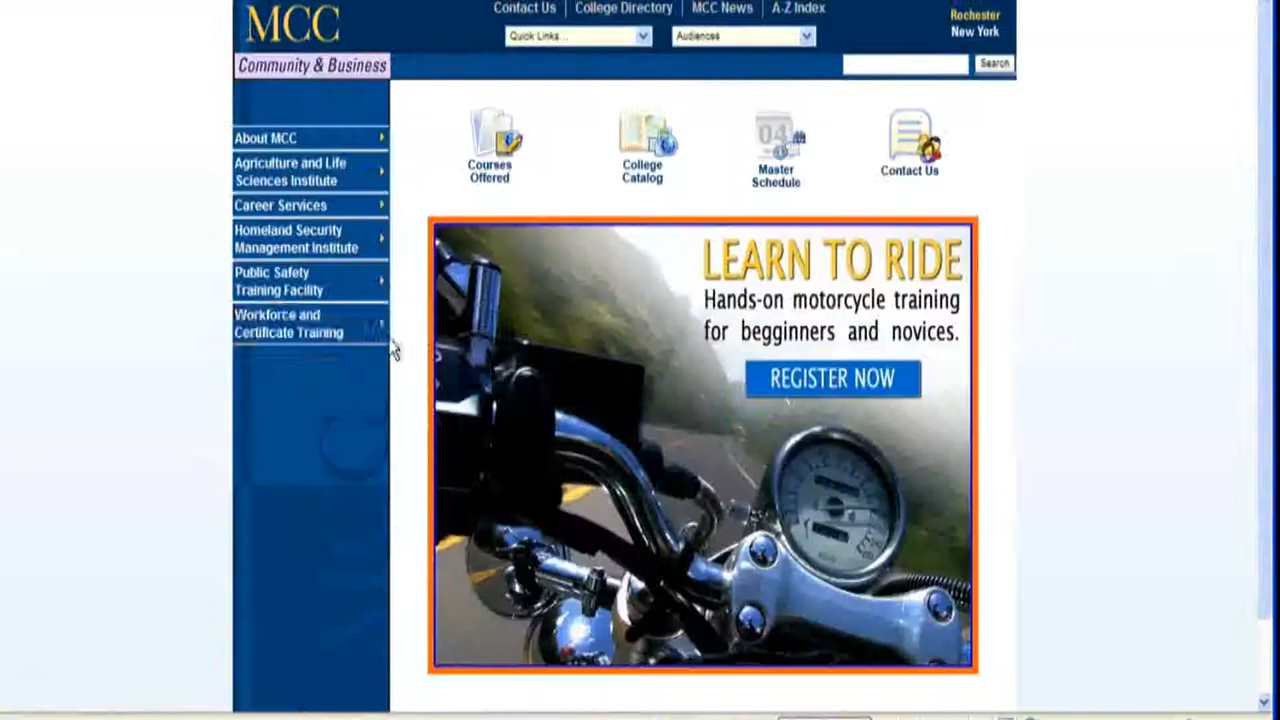 MCC
Contact Us
College Directory
MCC News
A-Z Index
Quick Links...
Audiences
Rochester
New York
Search
Community & Business
About MCC
Agriculture and Life
Sciences Institute
Career Services
Homeland Security
Management Institute
Public Safety
Training Facility
Workforce and
Certificate Training
Courses
Offered
College
Catalog
04
Master
Schedule
Contact Us
LEARN TO RIDE
Hands-on motorcycle training
for begginners and novices.
REGISTER NOW